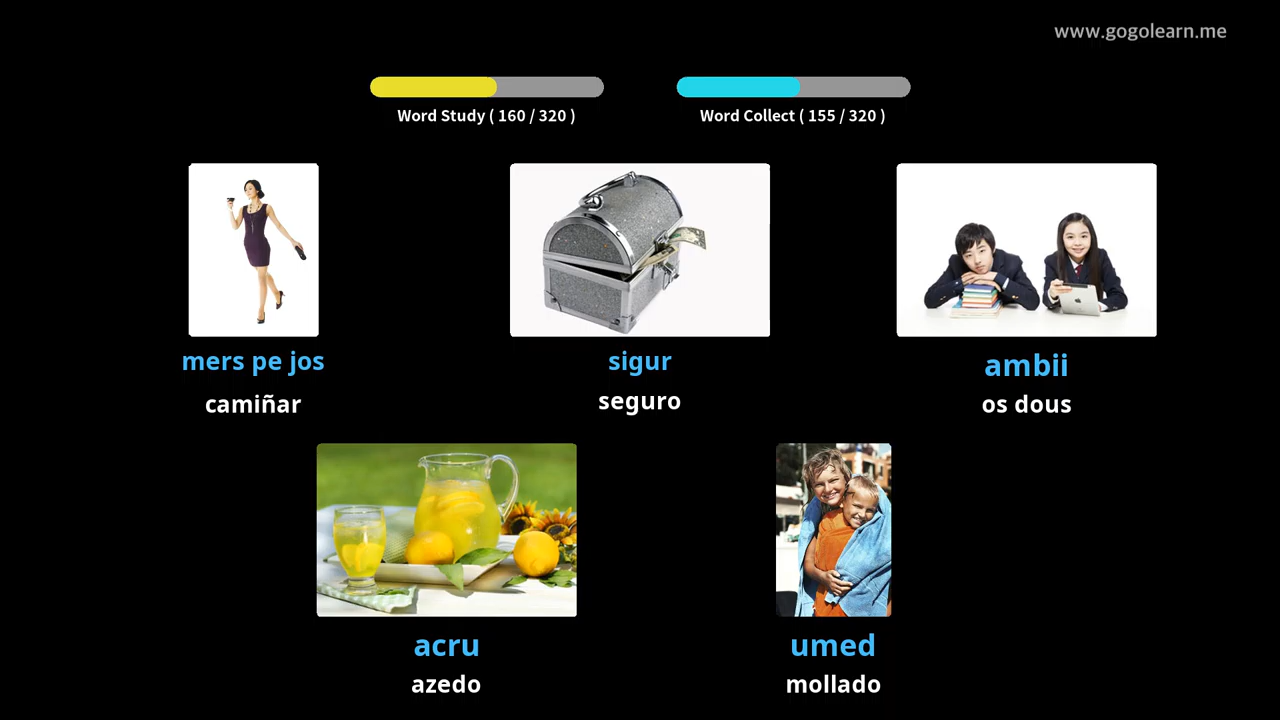 www.gogolearn.me
Word Study ( 160 / 320 )
Word Collect ( 155 / 320 )
mers pe jos
camiñar
sigur
seguro
ambii
os dous
acru
azedo
umed
mollado